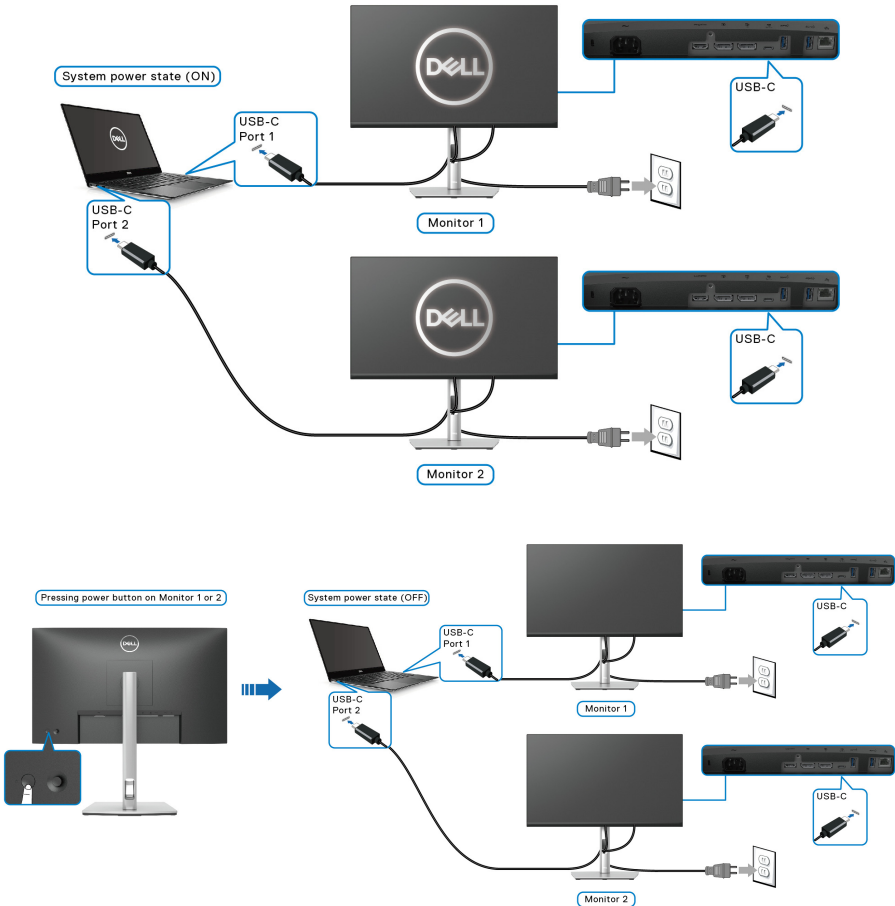 System power state (ON)
DELL
DELL
USB-C
Port 1
USB-C
USB-C
Port 2
Monitor 1
DELL
USB-C
Monitor 2
Pressing power button on Monitor 1 or 2
System power state (OFF)
DELL
USB-C
Port 1
USB-C
USB-C
Port 2
Monitor 1
USB-C
Monitor 2